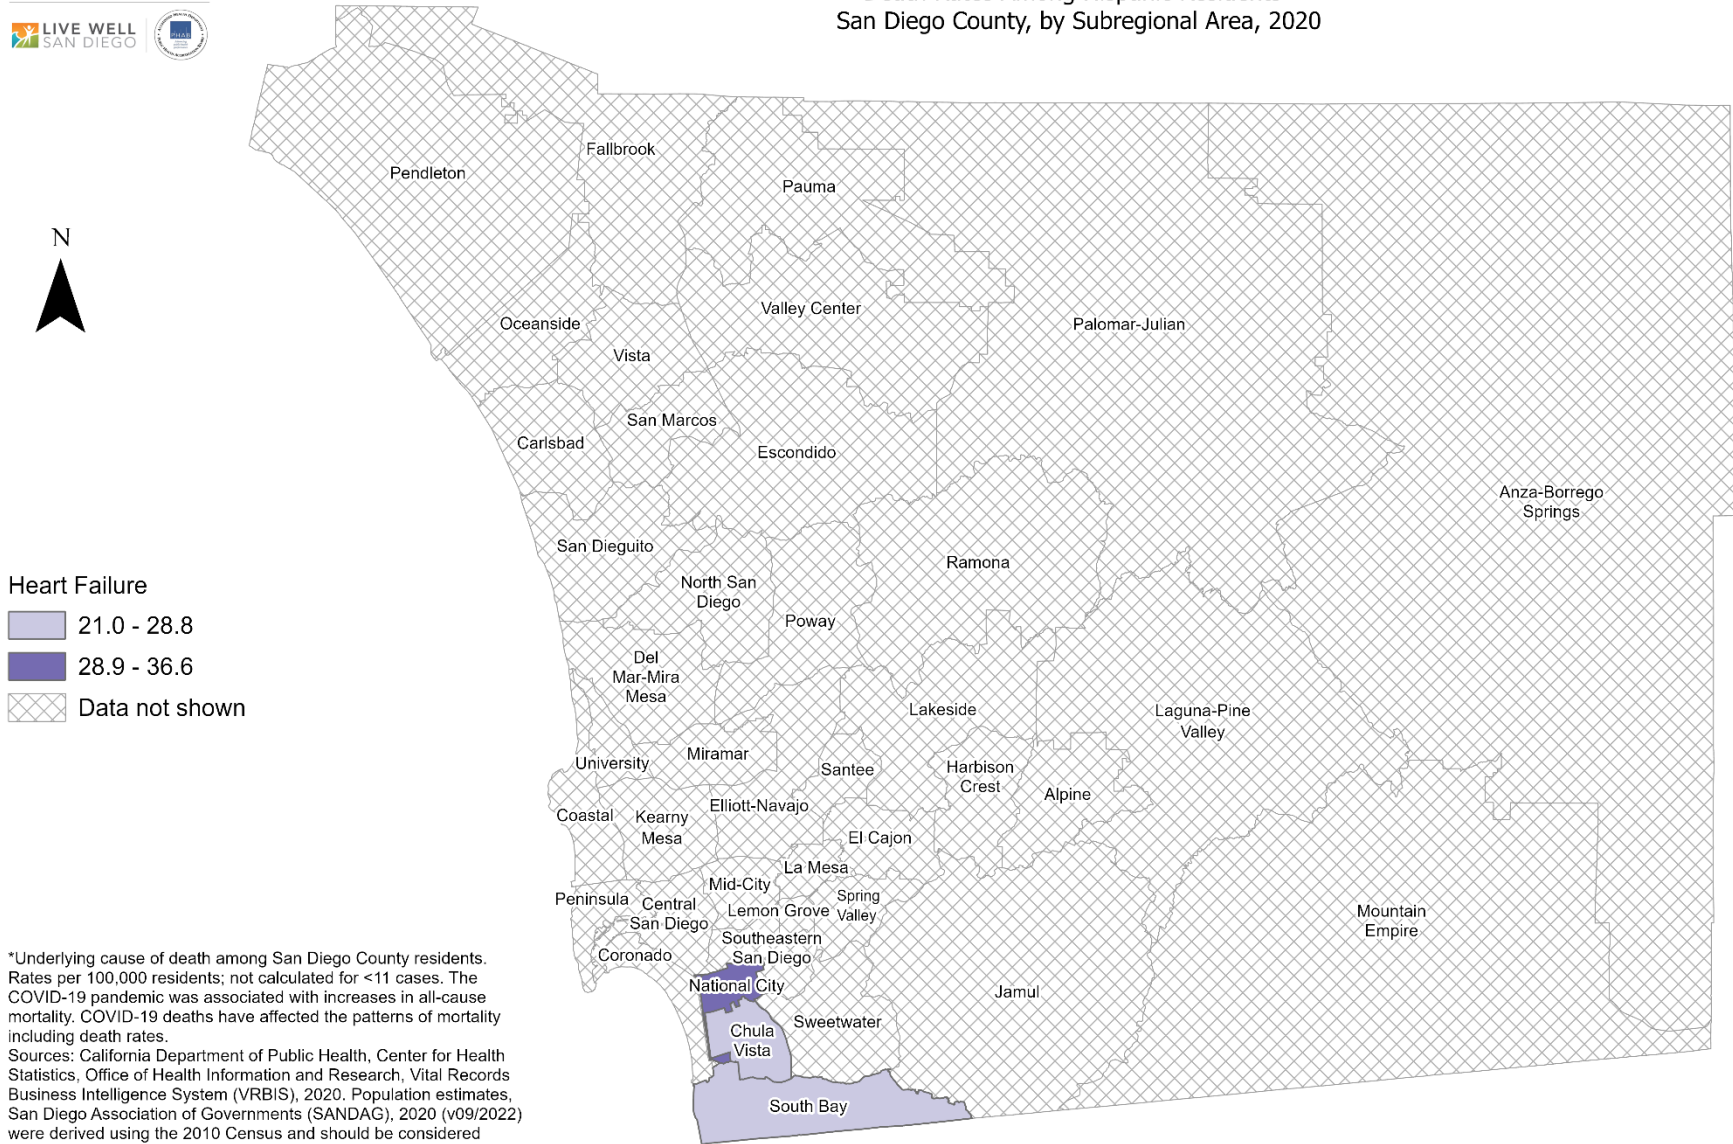 LIVE WELL
SAN DIEGO
PHAB
San Diego County, by Subregional Area, 2020
Fallbrook
Pendleton
Pauma
N
Valley Center
Oceanside
Palomar-Julian
Vista
San Marcos
Carlsbad
Escondido
Anza-Borrego
Springs
San Dieguito
Ramona
North San
Diego
Poway
Heart Failure
21.0 - 28.8
28.9 - 36.6
Data not shown
Del
Mar-Mira
Mesa
Lakeside
Laguna-Pine
Valley
Miramar
University
Santee
Harbison
Crest
Alpine
Elliott-Navajo
Coastal
Kearny
Mesa
El Cajon
La Mesa
Mid-City
Peninsula
Central
San Diego
Spring
Valley
Lemon Grove
Mountain
Empire
Southeastern
San Diego
Coronado
National City
Jamul
Sweetwater
Chula
Vista
South Bay
*Underlying cause of death among San Diego County residents.
Rates per 100,000 residents; not calculated for <11 cases. The
COVID-19 pandemic was associated with increases in all-cause
mortality. COVID-19 deaths have affected the patterns of mortality
including death rates.
Sources: California Department of Public Health, Center for Health
Statistics, Office of Health Information and Research, Vital Records
Business Intelligence System (VRBIS), 2020. Population estimates,
San Diego Association of Governments (SANDAG), 2020 (v09/2022)
were derived using the 2010 Census and should be considered